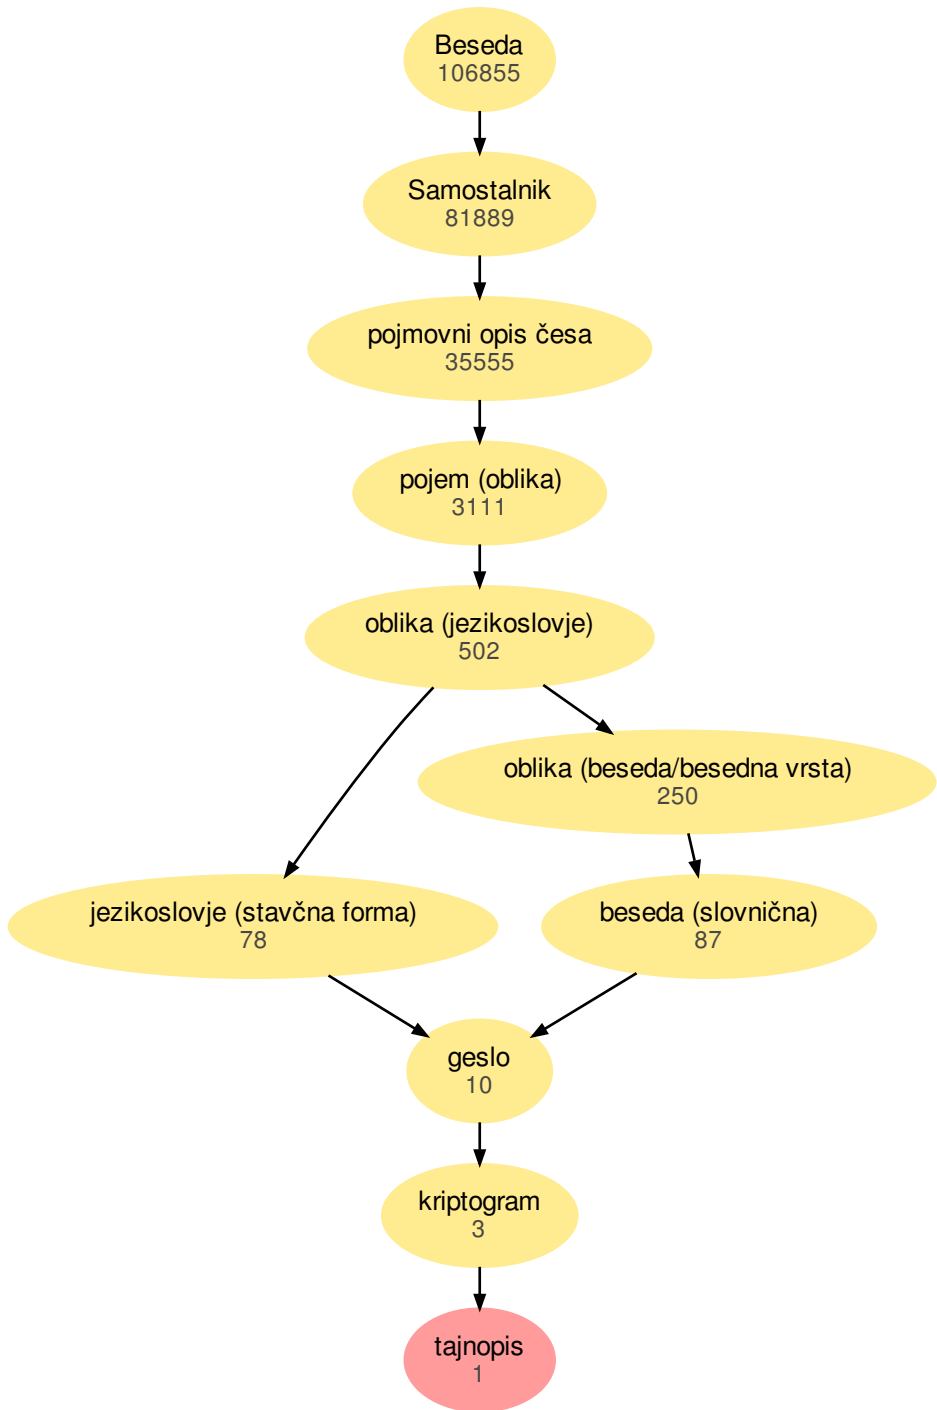 Beseda
106855
Samostalnik
81889
pojmovni opis česa
35555
pojem (oblika)
3111
oblika (jezikoslovje)
502
oblika (beseda/besedna vrsta)
250
jezikoslovje (stavčna forma)
78
beseda (slovnična)
87
geslo
10
kriptogram
3
tajnopis
1